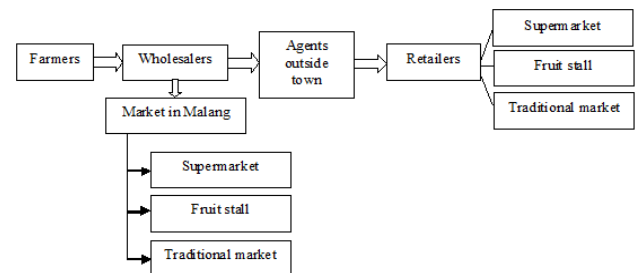 Farmers
Wholesalers
Agents
outside
town
Retailers
Supermarket
Fruit stall
Traditional market
Market in Malang
Supermarket
Fruit stall
Traditional market